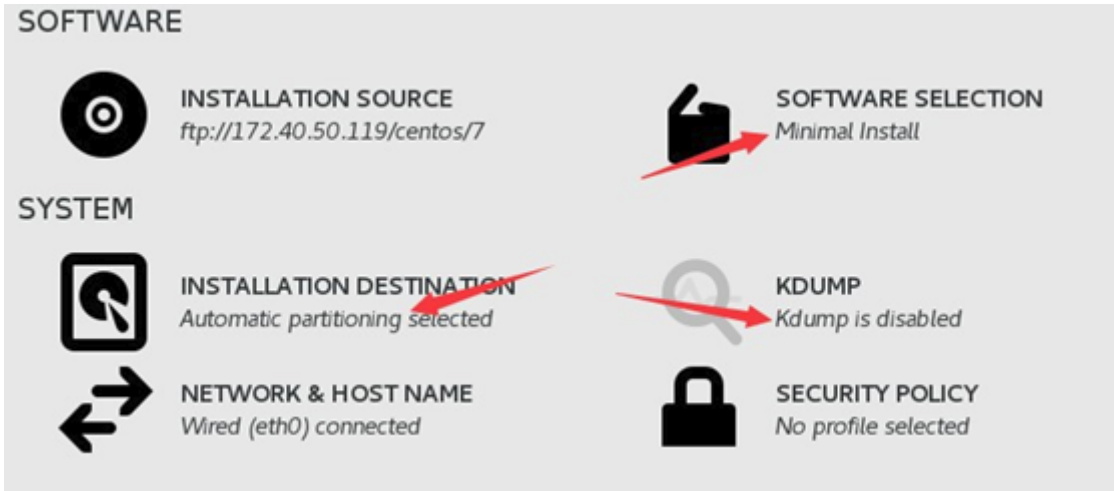 SOFTWARE
INSTALLATION SOURCE
ftp://172.40.50.119/centos/7
SOFTWARE SELECTION
Minimal Install
SYSTEM
INSTALLATION DESTINATION
Automatic partitioning selected
KDUMP
Kdump is disabled
NETWORK & HOST NAME
Wired (eth0) connected
SECURITY POLICY
No profile selected